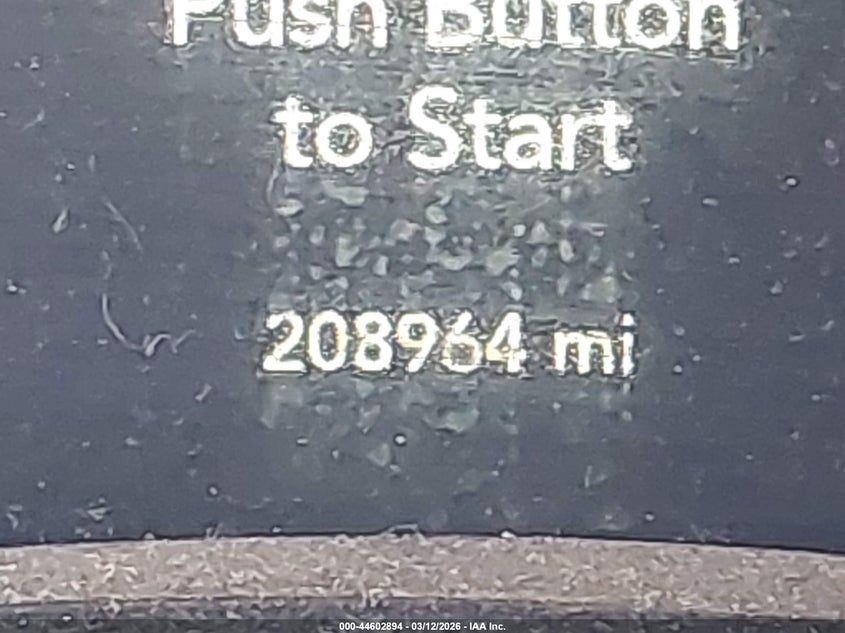 Push Button
to Start
208964 mi
000-44602894 - 03/12/2026 - IAA Inc.